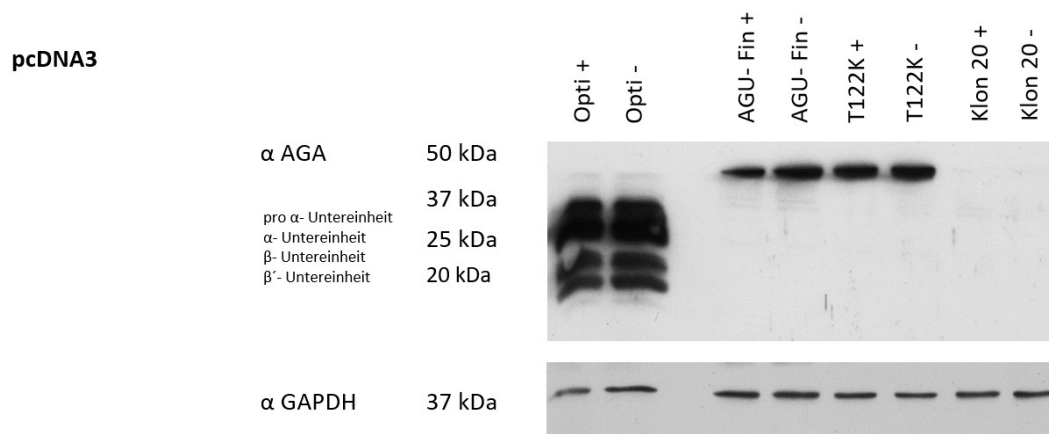 pcDNA3
Opti +
Opti -
AGU- Fin +
AGU- Fin -
T122K +
T122K -
Klon 20 +
Klon 20 -
α AGA 50 kDa
37 kDa
pro α- Untereinheit
α- Untereinheit 25 kDa
β- Untereinheit
β´- Untereinheit 20 kDa
α GAPDH 37 kDa